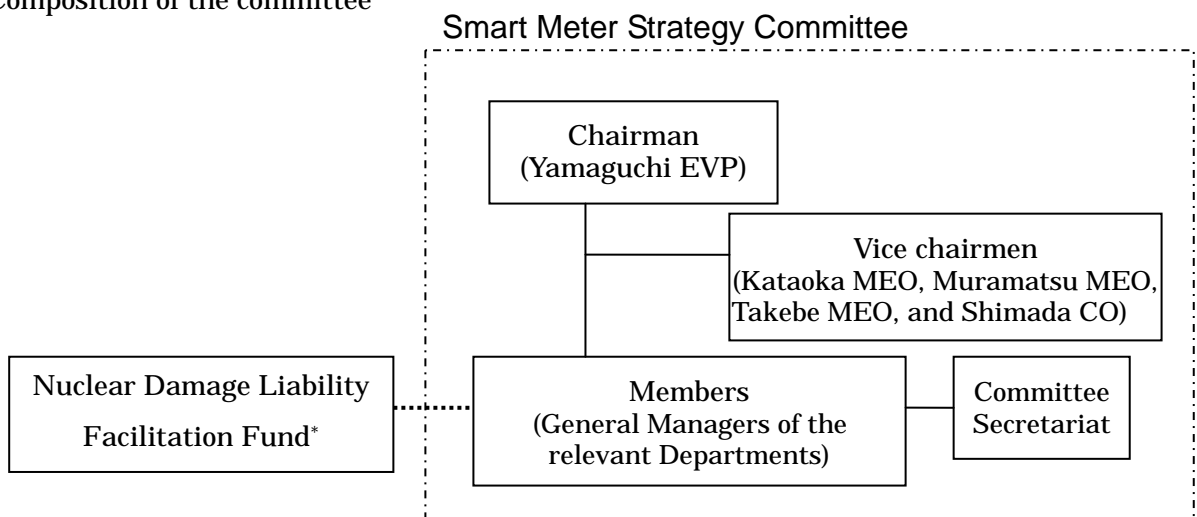 Composition of the committee
Smart Meter Strategy Committee
Chairman
(Yamaguchi EVP)
Vice chairmen
(Kataoka MEO, Muramatsu MEO,
Takebe MEO, and Shimada CO)
Nuclear Damage Liability
Facilitation Fund*
Members
(General Managers of the
relevant Departments)
Committee
Secretariat